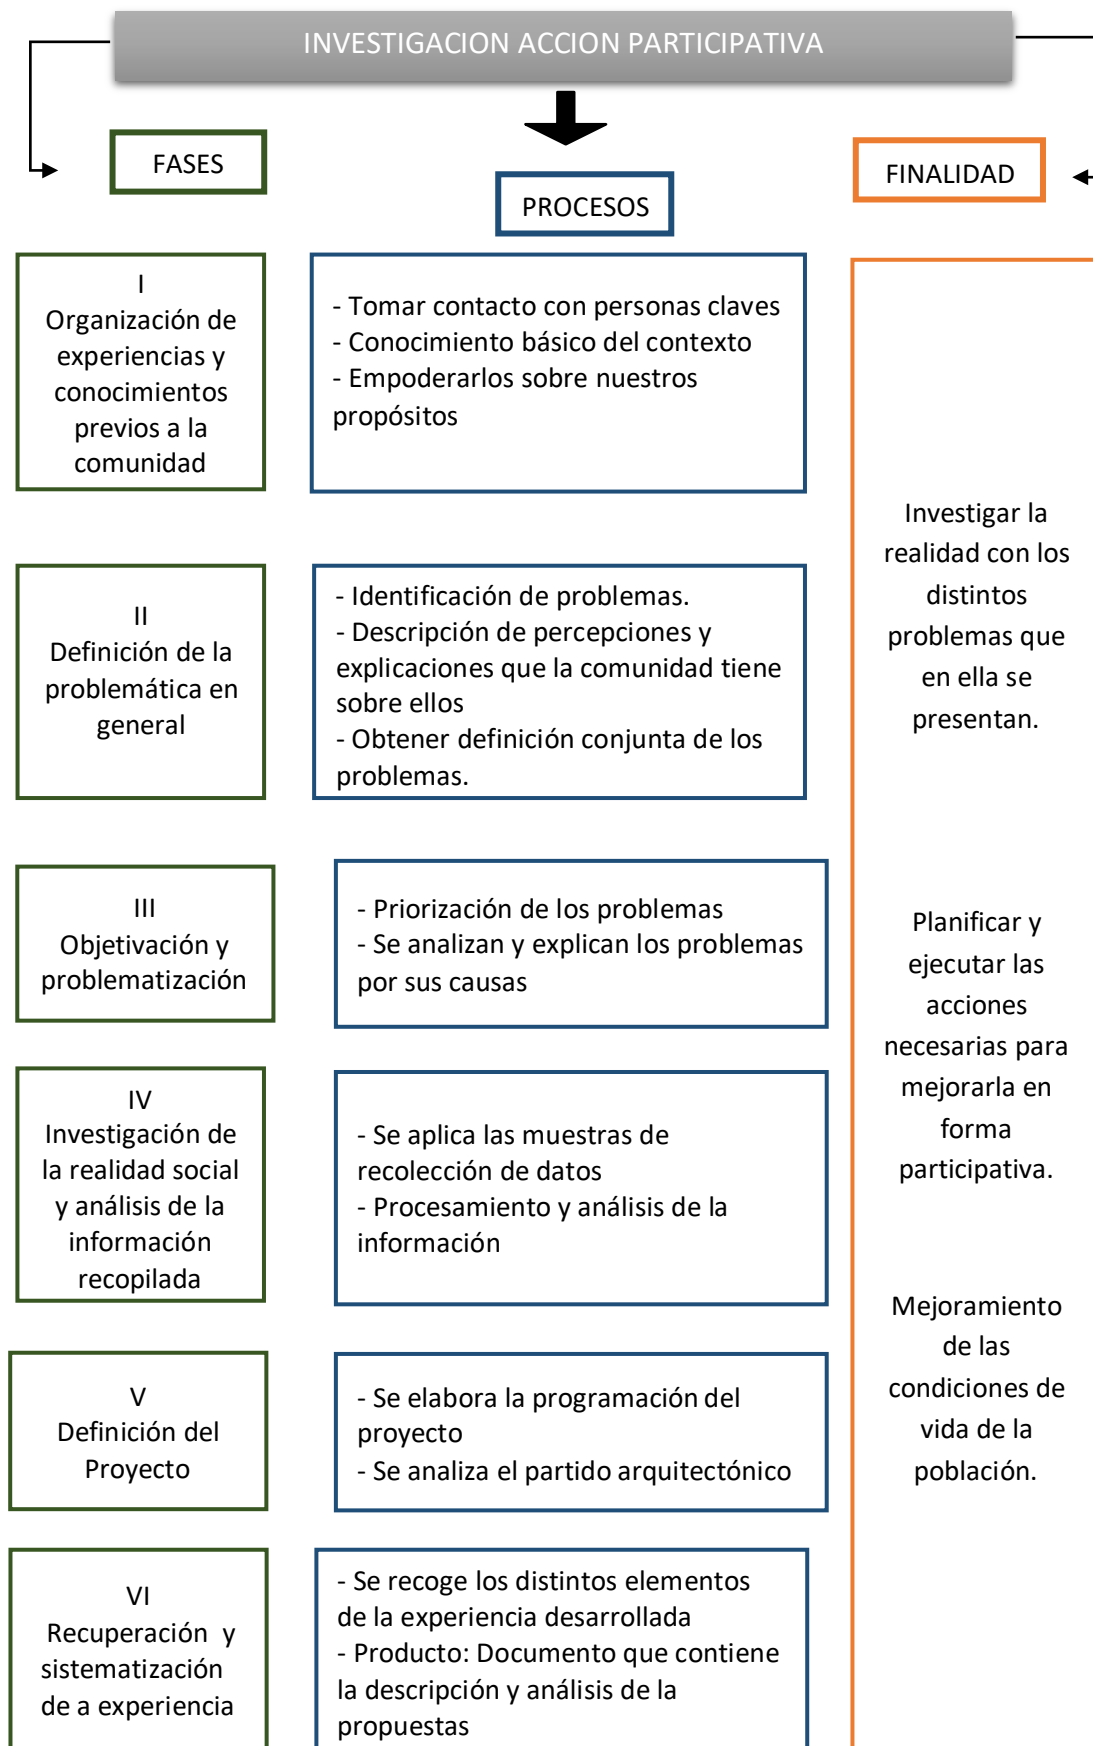 INVESTIGACION ACCION PARTICIPATIVA
FASES
PROCESOS
FINALIDAD
I
Organización de
experiencias y
conocimientos
previos a la
comunidad
- Tomar contacto con personas claves
- Conocimiento básico del contexto
- Empoderarlos sobre nuestros
propósitos
II
Definición de la
problemática en
general
- Identificación de problemas.
- Descripción de percepciones y
explicaciones que la comunidad tiene
sobre ellos
- Obtener definición conjunta de los
problemas.
III
Objetivación y
problematización
- Priorización de los problemas
- Se analizan y explican los problemas
por sus causas
IV
Investigación de
la realidad social
y análisis de la
información
recopilada
- Se aplica las muestras de
recolección de datos
- Procesamiento y análisis de la
información
V
Definición del
Proyecto
- Se elabora la programación del
proyecto
- Se analiza el partido arquitectónico
VI
Recuperación y
sistematización
de a experiencia
- Se recoge los distintos elementos
de la experiencia desarrollada
- Producto: Documento que contiene
la descripción y análisis de la
propuestas
Investigar la
realidad con los
distintos
problemas que
en ella se
presentan.
Planificar y
ejecutar las
acciones
necesarias para
mejorarla en
forma
participativa.
Mejoramiento
de las
condiciones de
vida de la
población.